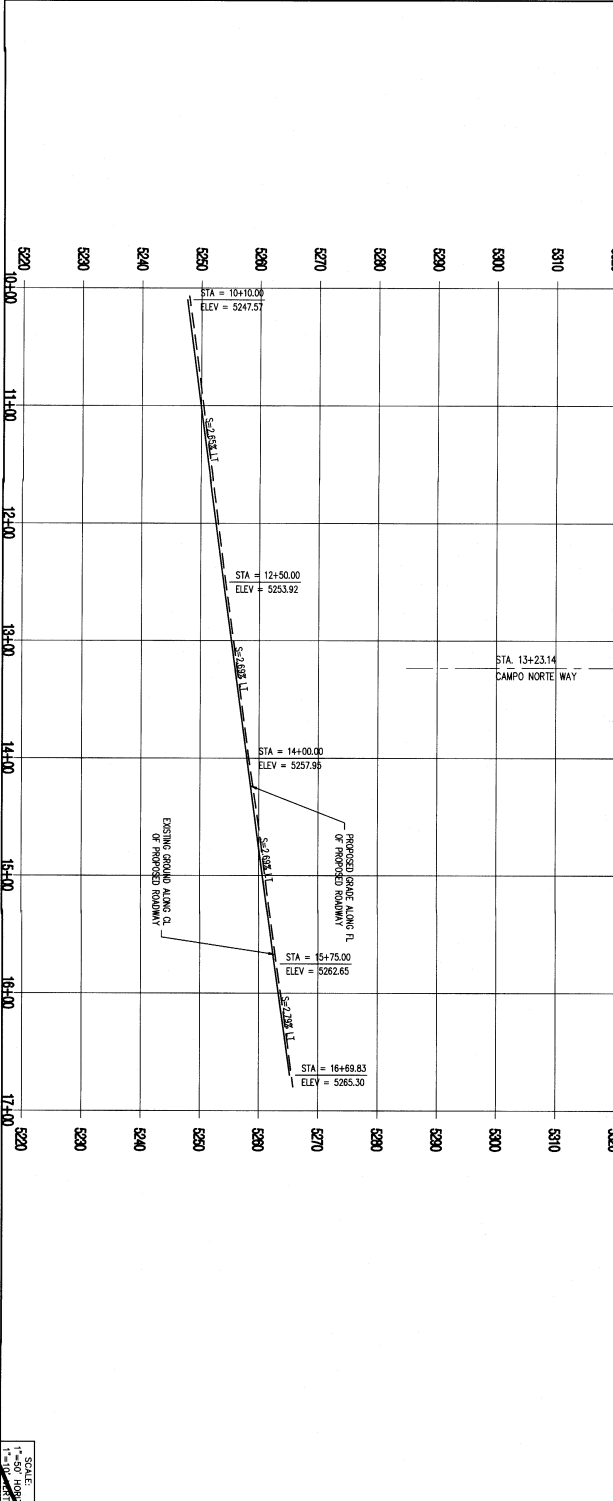 5220
5230
5240
5250
5260
5270
5280
5290
5300
5310
10+00
STA = 10+10.00
ELEV = 5247.57
11+00
S=2.65% LT
12+00
STA = 12+50.00
ELEV = 5253.92
13+00
S=2.69% LT
STA. 13+23.14
CAMPO NORTE WAY
14+00
STA = 14+00.00
ELEV = 5257.95
PROPOSED GRADE ALONG FL
OF PROPOSED ROADWAY
EXISTING GROUND ALONG CL
OF PROPOSED ROADWAY
15+00
S=2.69% LT
STA = 15+75.00
ELEV = 5262.65
16+00
S=2.79% LT
STA = 16+69.83
ELEV = 5265.30
17+00
5220
5230
5240
5250
5260
5270
5280
5290
5300
5310
SCALE:
1"=50'
1"=10'